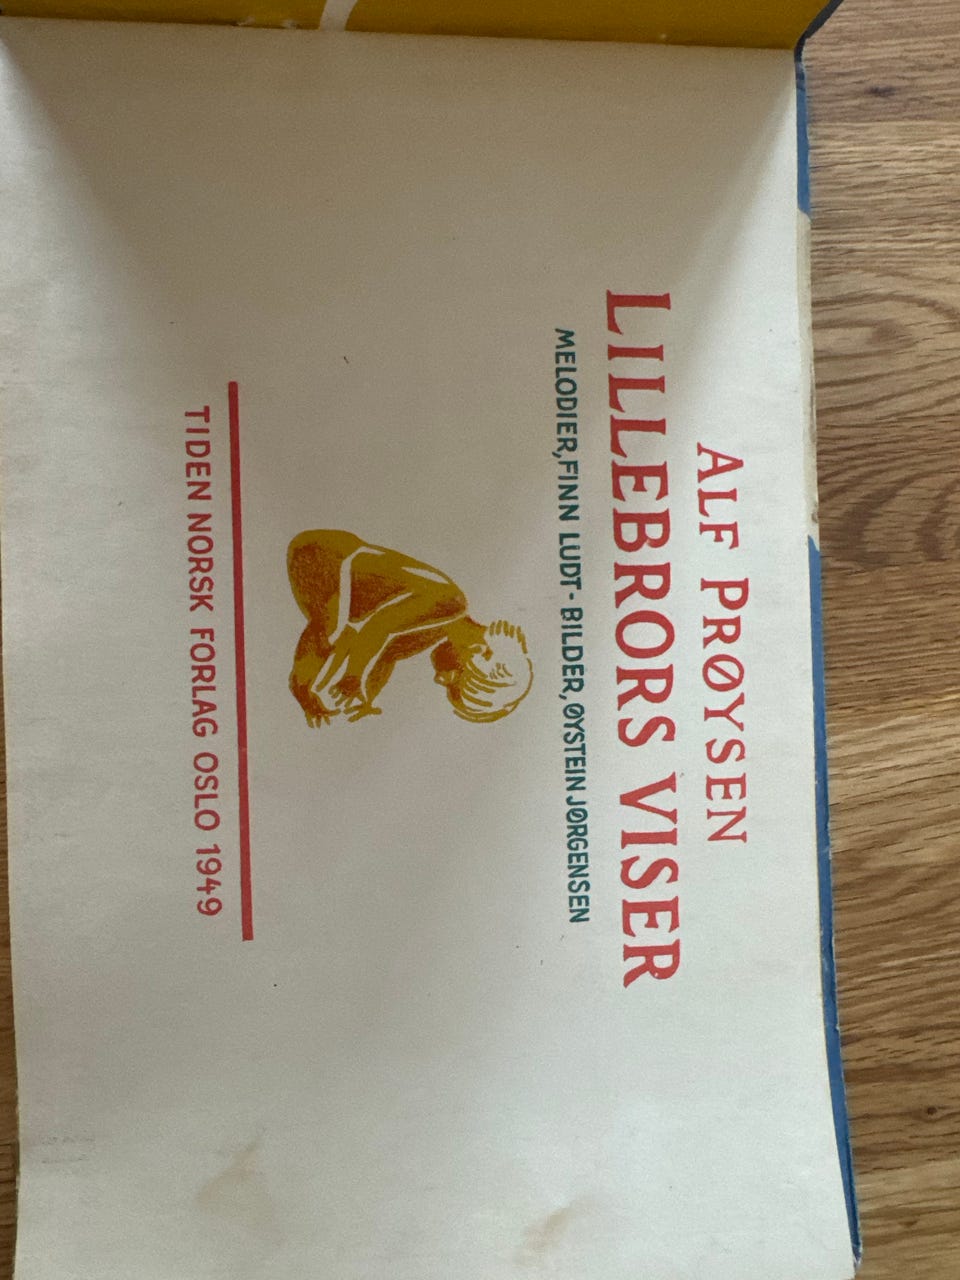 ALF PRØYSEN
LILLEBRORS VISER
MELODIER, FINN LUDT - BILDER, ØYSTEIN JØRGENSEN
TIDEN NORSK FORLAG OSLO 1949